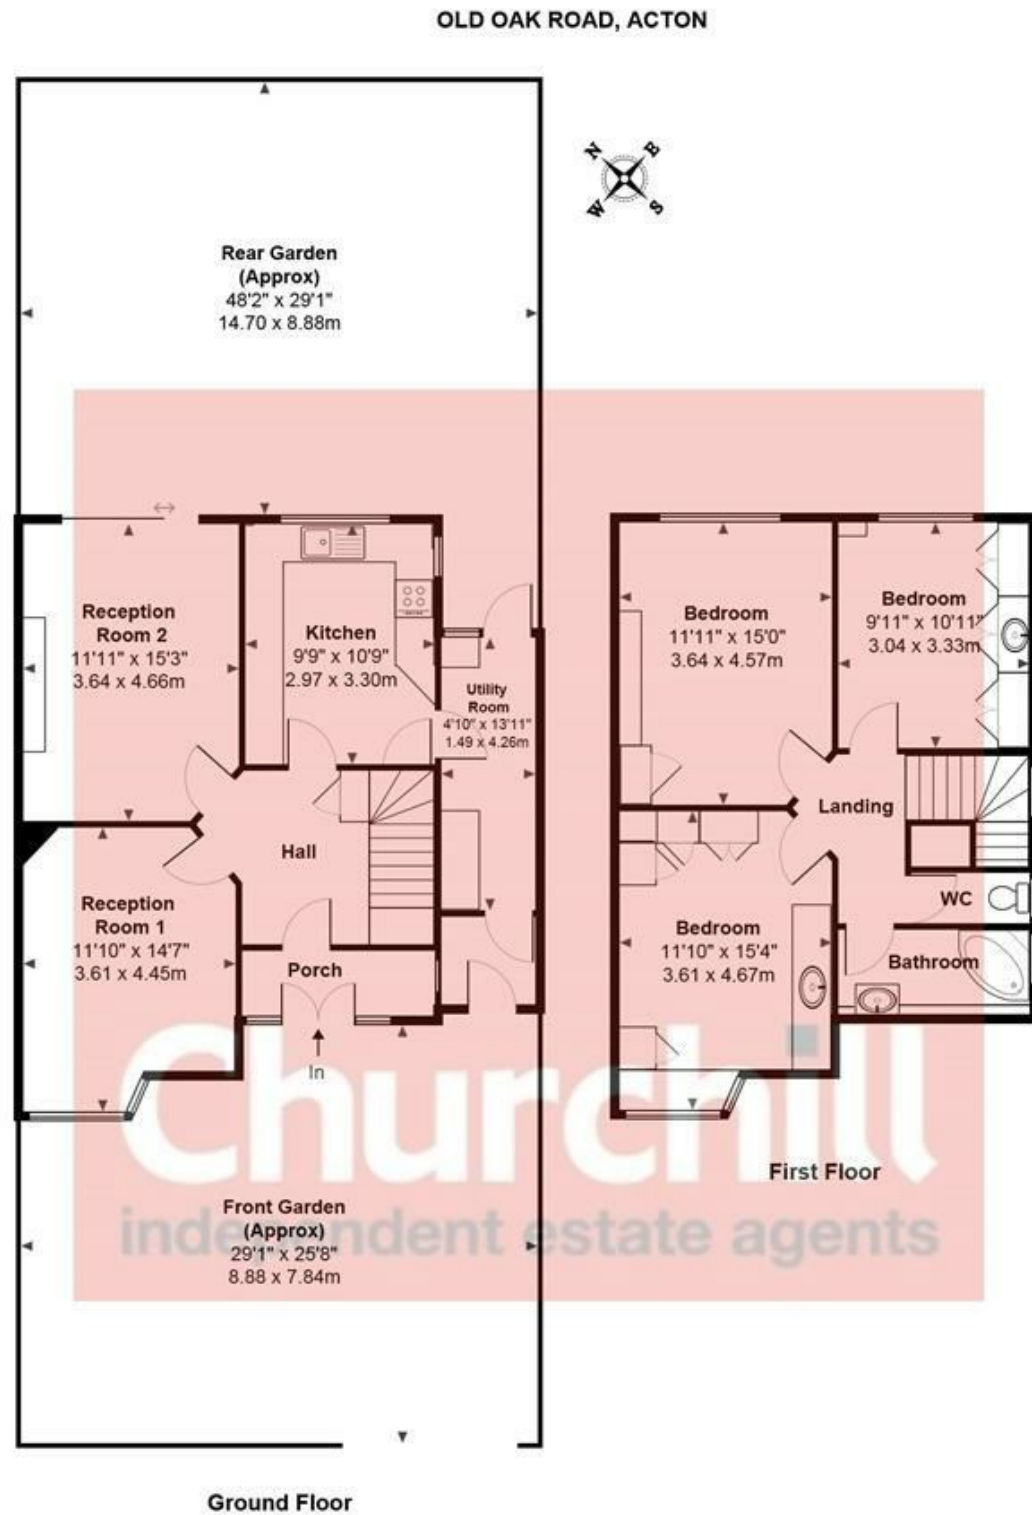 OLD OAK ROAD, ACTON
N
E
W
S
Rear Garden
(Approx)
48'2" x 29'1"
14.70 x 8.88m
Reception
Room 2
11'11" x 15'3"
3.64 x 4.66m
Kitchen
9'9" x 10'9"
2.97 x 3.30m
Utility
Room
4'10" x 13'11"
1.49 x 4.26m
Hall
Reception
Room 1
11'10" x 14'7"
3.61 x 4.45m
Porch
In
Front Garden
(Approx)
29'1" x 25'8"
8.88 x 7.84m
Ground Floor
Bedroom
11'11" x 15'0"
3.64 x 4.57m
Bedroom
9'11" x 10'11"
3.04 x 3.33m
Landing
WC
Bedroom
11'10" x 15'4"
3.61 x 4.67m
Bathroom
First Floor
Churchill
independent estate agents